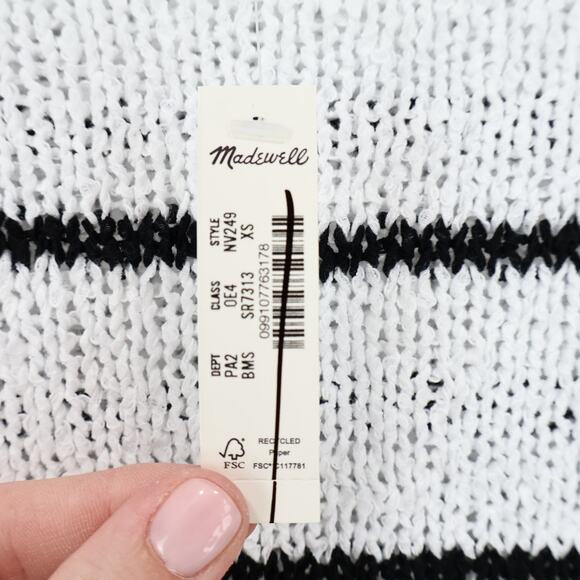 Madewell
DEPT CLASS STYLE
PA2 0E4 NV249
BMS SR7313 XS
099107763178
FSC
RECYCLED
Paper
FSC® C117781